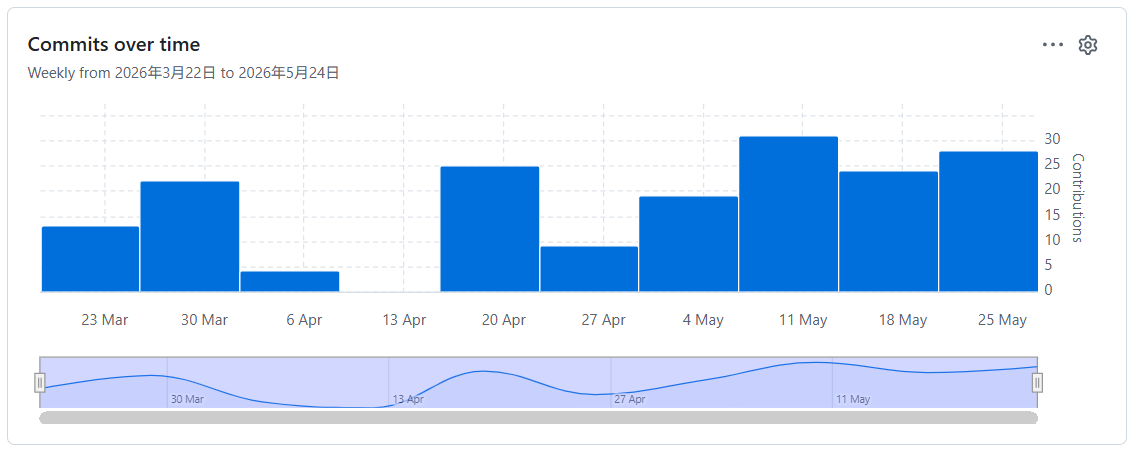 Commits over time
Weekly from 2026年3月22日 to 2026年5月24日
30
25
20
15
10
5
0
Contributions
23 Mar 30 Mar 6 Apr 13 Apr 20 Apr 27 Apr 4 May 11 May 18 May 25 May
30 Mar 13 Apr 27 Apr 11 May